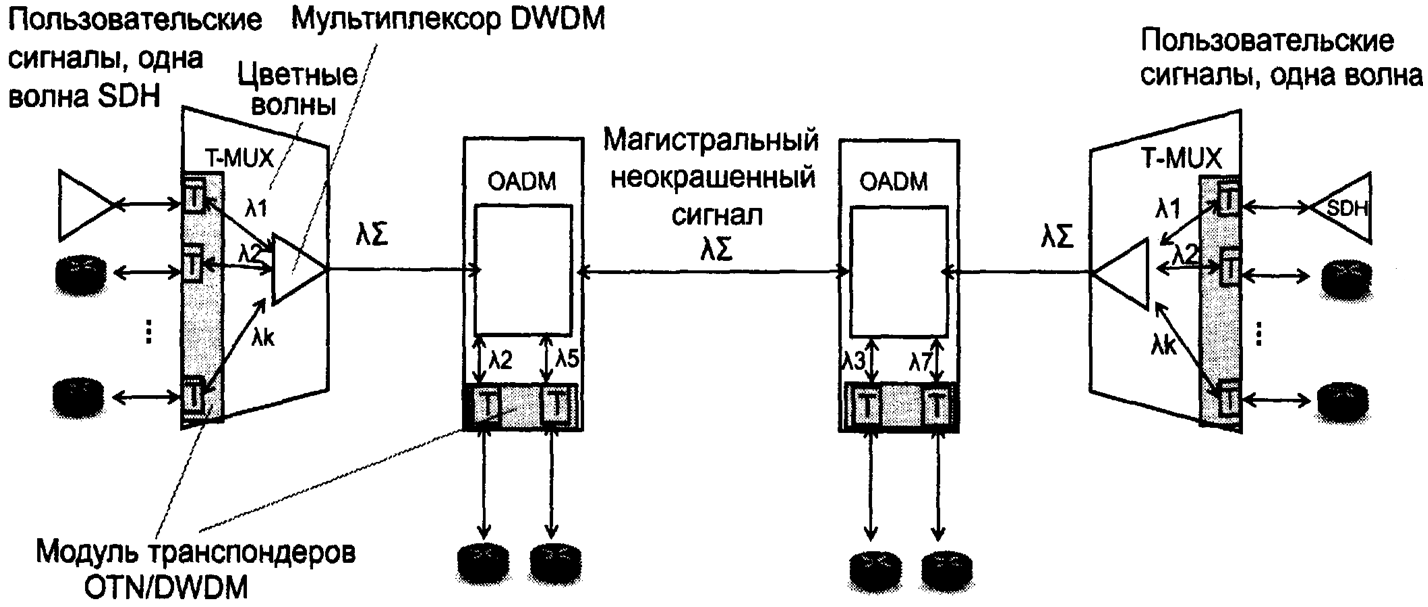 Пользовательские
сигналы, одна
волна SDH
Мультиплексор DWDM
Цветные
волны
T-MUX
T
λ1
T
λ2
...
λk
T
λΣ
OADM
λ2
λ5
T
T
Магистральный
неокрашенный
сигнал
λΣ
OADM
λ3
λ7
T
T
λΣ
Пользовательские
сигналы, одна волна
T-MUX
λ1
T
SDH
λ2
T
...
λk
T
Модуль транспондеров
OTN/DWDM